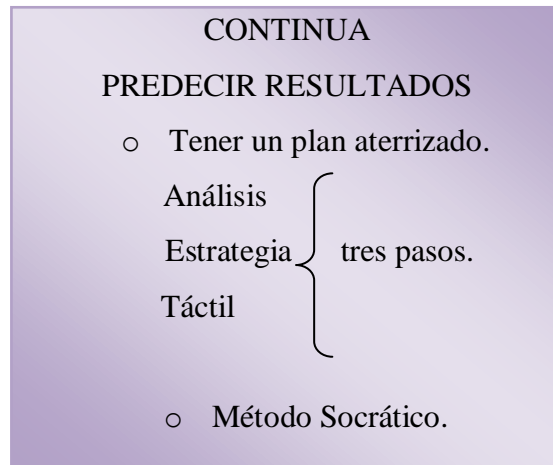 CONTINUA
PREDECIR RESULTADOS
o Tener un plan aterrizado.
Análisis
Estrategia tres pasos.
Táctil
o Método Socrático.